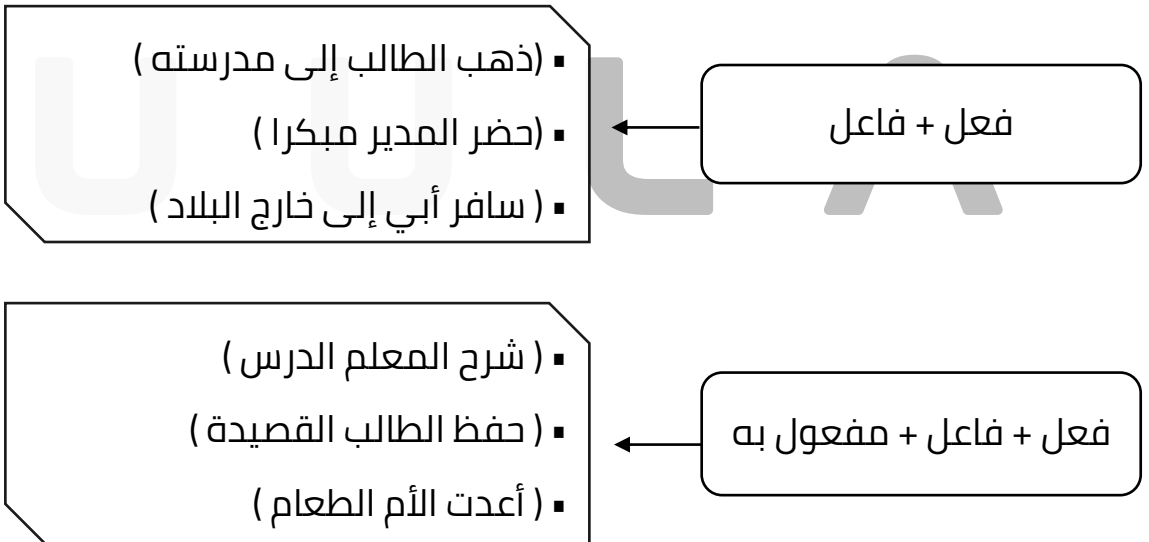 فعل + فاعل
▪ (ذهب الطالب إلى مدرسته )
▪ (حضر المدير مبكرا )
▪ ( سافر أبي إلى خارج البلاد )
فعل + فاعل + مفعول به
▪ ( شرح المعلم الدرس )
▪ ( حفظ الطالب القصيدة )
▪ ( أعدت الأم الطعام )
U U L A